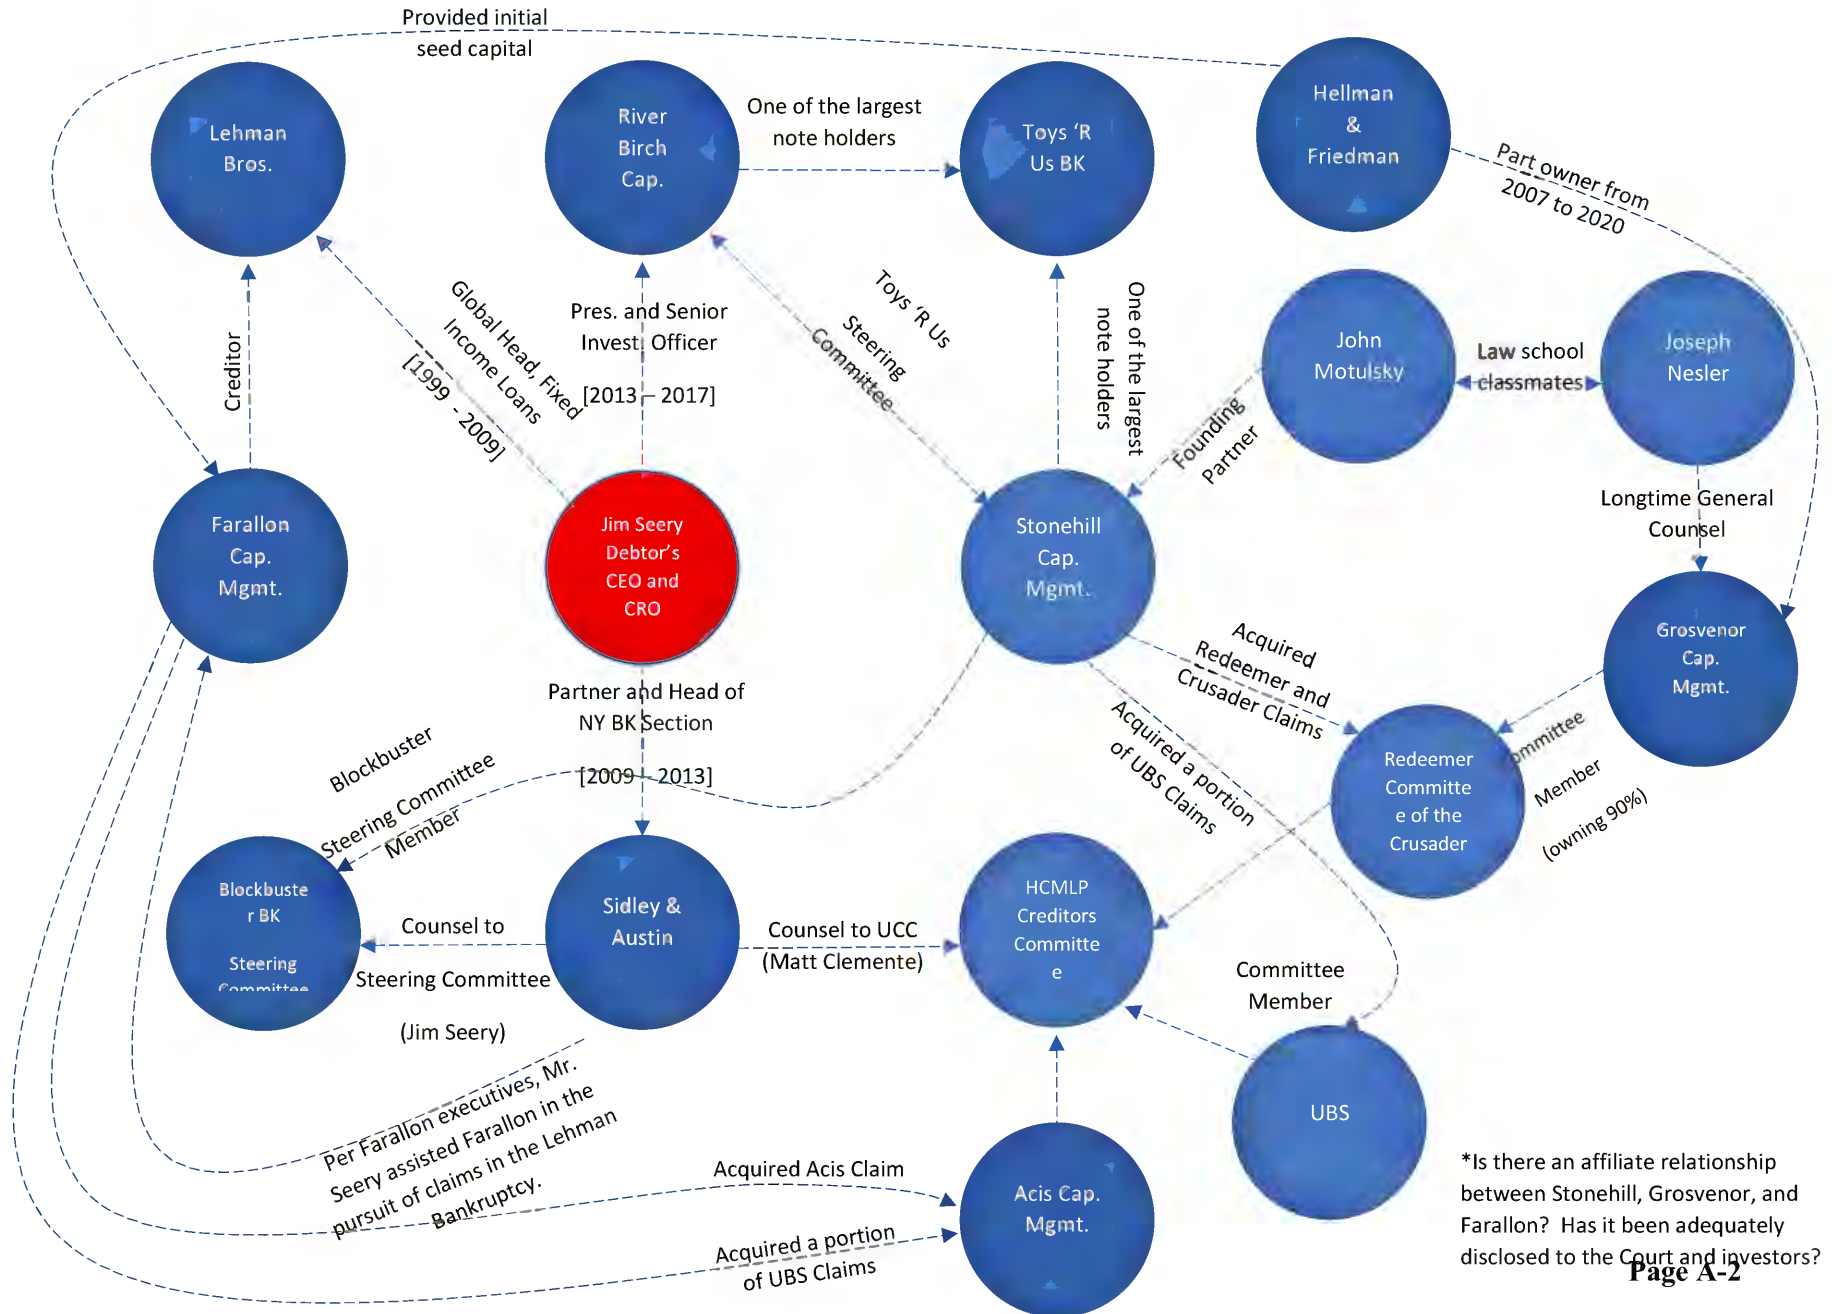 Provided initial
seed capital
Lehman
Bros.
River
Birch
Cap.
One of the largest
note holders
Toys ‘R
Us BK
Hellman
&
Friedman
Part owner from
2007 to 2020
Creditor
Global Head, Fixed
Income Loans
[1999 - 2009]
Pres. and Senior
Invest. Officer
[2013 – 2017]
Toys ‘R Us
Steering
Committee
One of the largest
note holders
John
Motulsky
Law school
classmates
Joseph
Nesler
Founding
Partner
Longtime General
Counsel
Farallon
Cap.
Mgmt.
Jim Seery
Debtor’s
CEO and
CRO
Stonehill
Cap.
Mgmt.
Grosvenor
Cap.
Mgmt.
Acquired
Redeemer and
Crusader Claims
Partner and Head of
NY BK Section
[2009 – 2013]
Acquired a portion
of UBS Claims
Redeemer
Committe
e of the
Crusader
ommittee
Member
(owning 90%)
Blockbuster
Steering Committee
Member
Blockbuste
r BK
Steering
Committee
Counsel to
Steering Committee
(Jim Seery)
Sidley &
Austin
Counsel to UCC
(Matt Clemente)
HCMLP
Creditors
Committe
e
Committee
Member
UBS
Per Farallon executives, Mr.
Seery assisted Farallon in the
pursuit of claims in the Lehman
Bankruptcy.
Acquired Acis Claim
Acquired a portion
of UBS Claims
Acis Cap.
Mgmt.
*Is there an affiliate relationship
between Stonehill, Grosvenor, and
Farallon?  Has it been adequately
disclosed to the Court and investors?
Page A-2